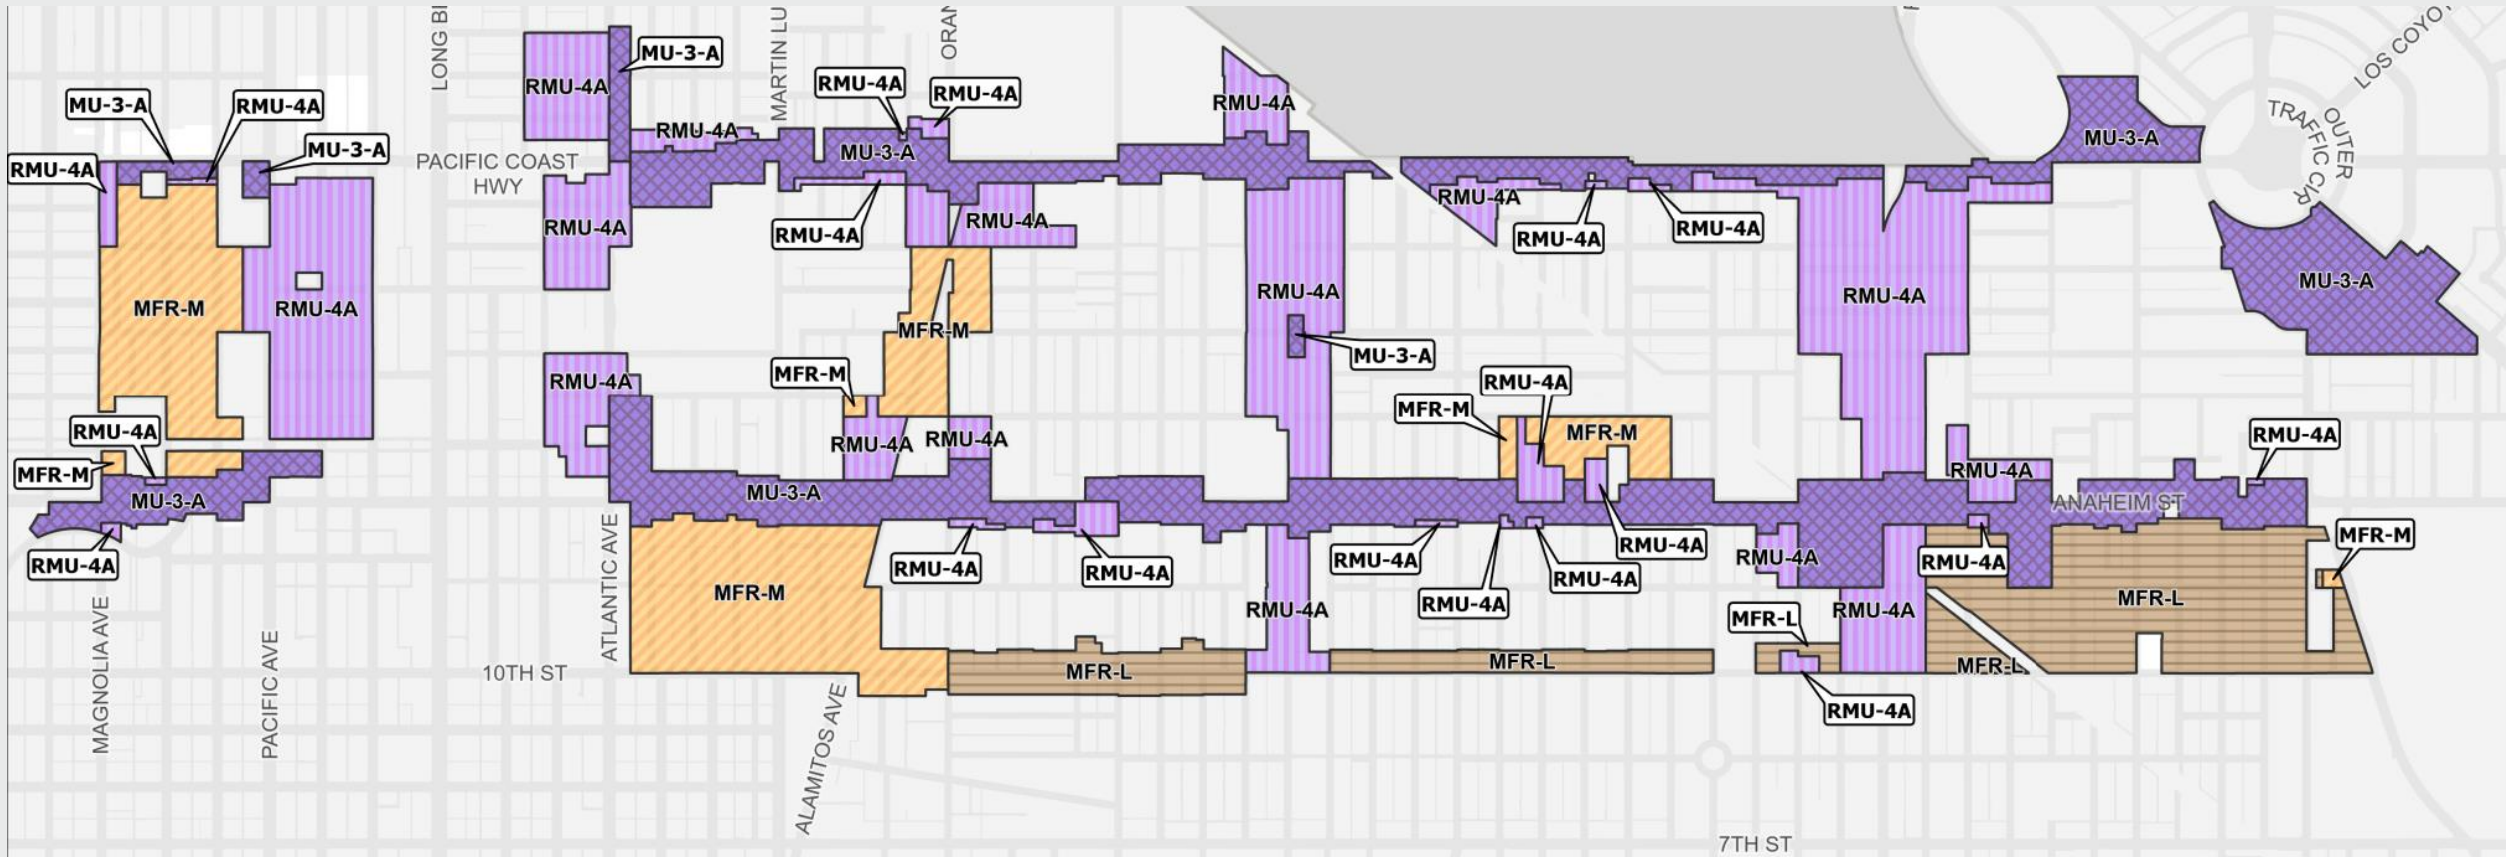 LONG BE
MARTIN LU
ORAN
LOS COYOT
MU-3-A
RMU-4A
RMU-4A
MU-3-A
RMU-4A
RMU-4A
MU-3-A
RMU-4A
RMU-4A
MU-3-A
OUTER
TRAFFIC CIR
RMU-4A
MU-3-A
PACIFIC COAST
HWY
RMU-4A
RMU-4A
RMU-4A
RMU-4A
RMU-4A
RMU-4A
RMU-4A
MFR-M
RMU-4A
RMU-4A
RMU-4A
MU-3-A
MFR-M
MU-3-A
MFR-M
RMU-4A
RMU-4A
MFR-M
RMU-4A
MFR-M
RMU-4A
RMU-4A
RMU-4A
MFR-M
RMU-4A
MU-3-A
MU-3-A
ANAHEIM ST
MFR-M
RMU-4A
ATLANTIC AVE
RMU-4A
RMU-4A
RMU-4A
RMU-4A
RMU-4A
RMU-4A
RMU-4A
RMU-4A
MFR-M
MFR-L
RMU-4A
RMU-4A
RMU-4A
MFR-L
MAGNOLIA AVE
PACIFIC AVE
10TH ST
MFR-L
MFR-L
MFR-L
RMU-4A
ALAMITOS AVE
7TH ST